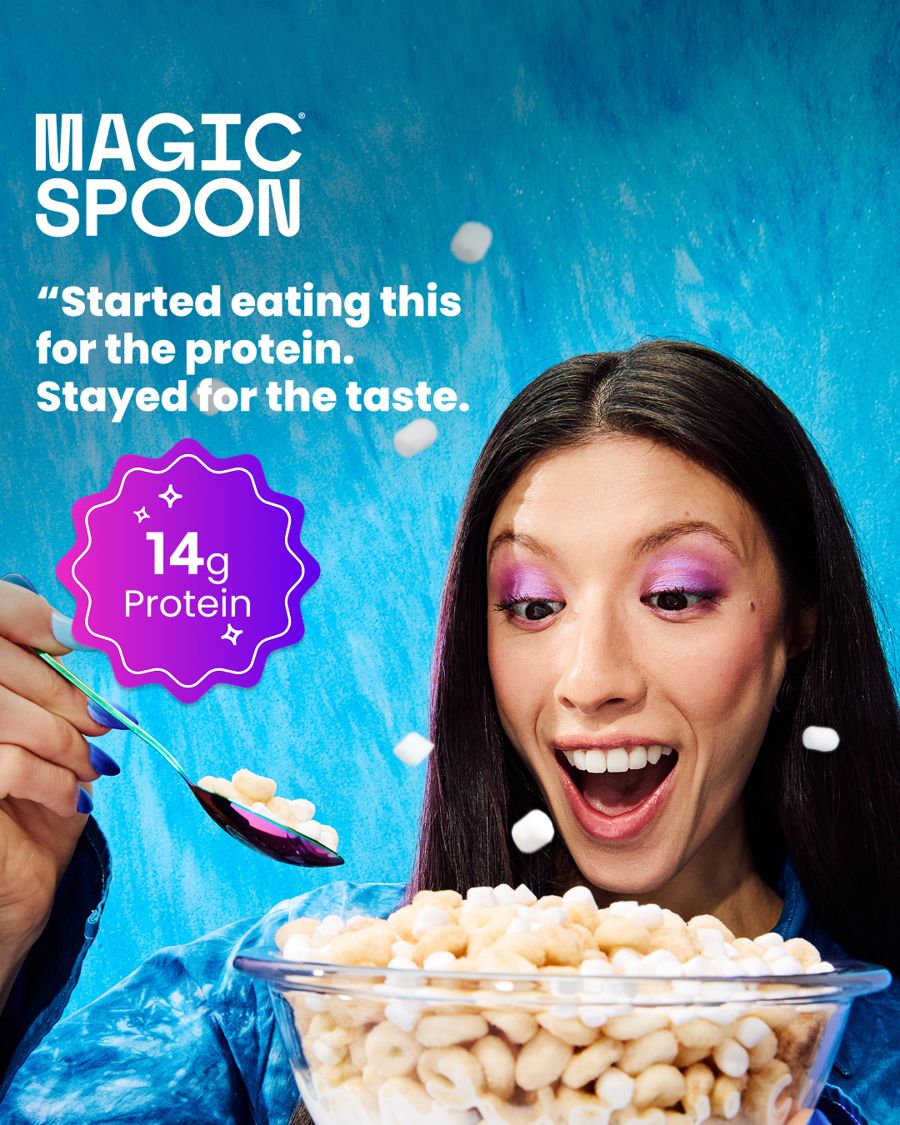 MAGIC®
SPOON
“Started eating this
for the protein.
Stayed for the taste.
14g
Protein